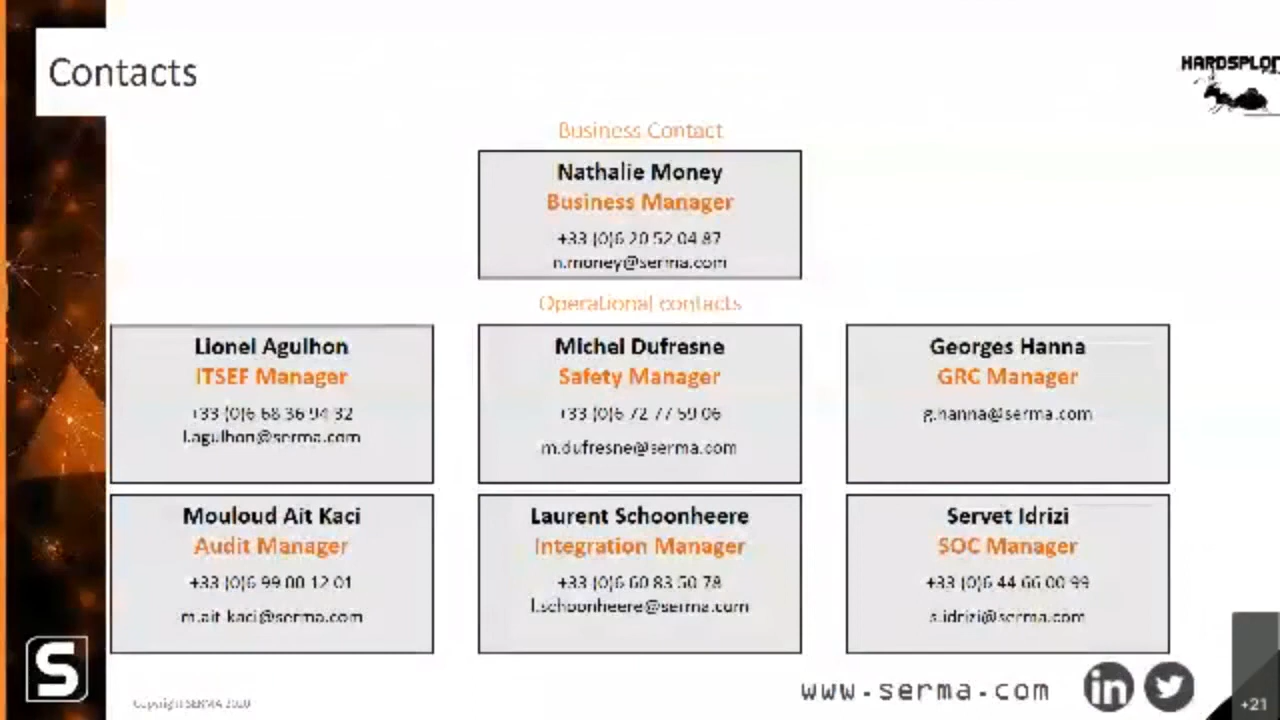 Contacts
HARDSPLOI
Business Contact
Nathalie Money
Business Manager
+33 (0)6 20 52 04 87
n.money@serma.com
Operational contacts
Lionel Agulhon
ITSEF Manager
+33 (0)6 68 36 94 32
l.agulhon@serma.com
Michel Dufresne
Safety Manager
+33 (0)6 72 77 59 06
m.dufresne@serma.com
Georges Hanna
GRC Manager
g.hanna@serma.com
Mouloud Ait Kaci
Audit Manager
+33 (0)6 99 00 12 01
m.ait-kaci@serma.com
Laurent Schoonheere
Integration Manager
+33 (0)6 60 83 50 78
l.schoonheere@serma.com
Servet Idrizi
SOC Manager
+33 (0)6 44 66 00 99
s.idrizi@serma.com
S
Copyright SERMA 2020
www.serma.com
in
+21